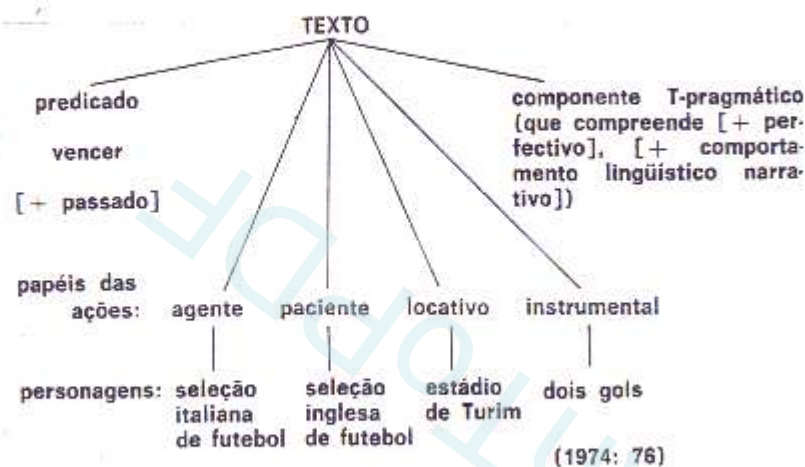 TEXTO
predicado
vencer
[+ passado]
componente T-pragmático
(que compreende [+ per-
fectivo], [+ comporta-
mento lingüístico narra-
tivo])
papéis das
ações: agente paciente locativo instrumental
personagens: seleção seleção estádio dois gols
italiana inglesa de Turim
de futebol de futebol
(1974: 76)